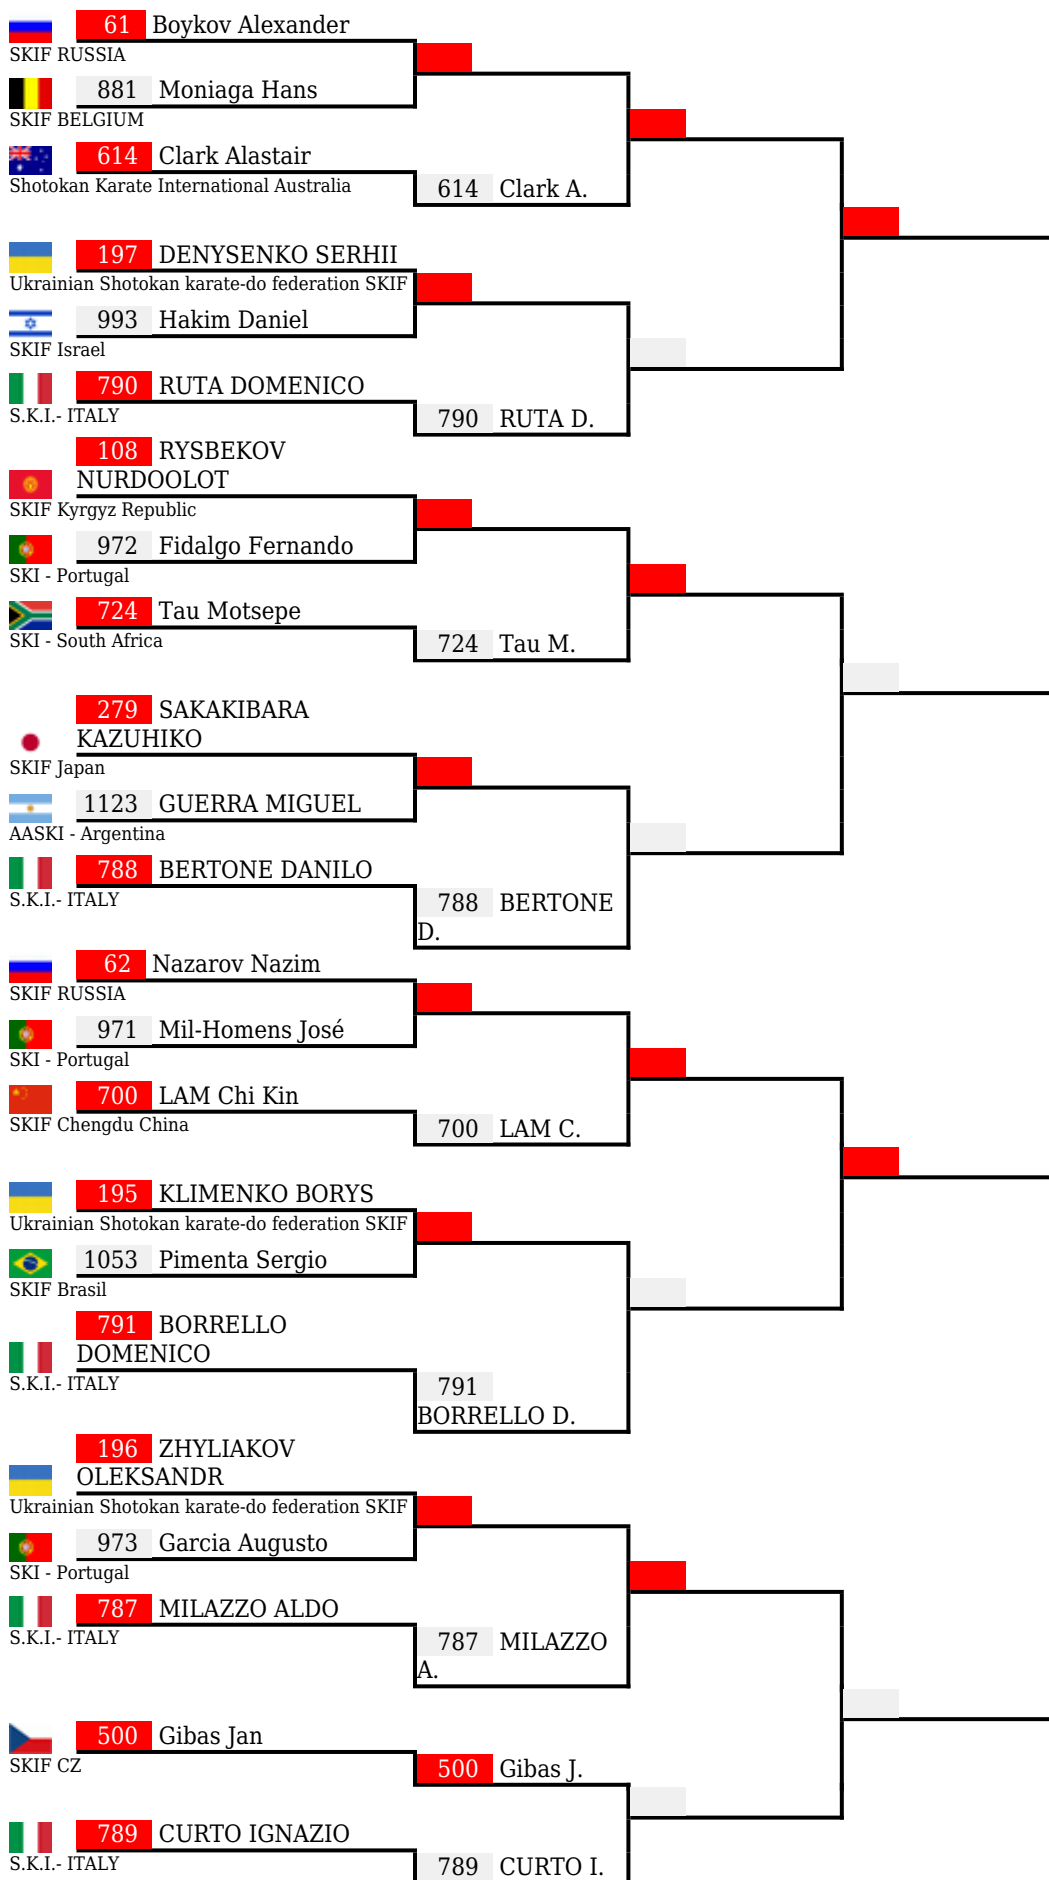 61 Boykov Alexander
SKIF RUSSIA
881 Moniaga Hans
SKIF BELGIUM
614 Clark Alastair
Shotokan Karate International Australia
614 Clark A.
197 DENYSENKO SERHII
Ukrainian Shotokan karate-do federation SKIF
993 Hakim Daniel
SKIF Israel
790 RUTA DOMENICO
S.K.I.- ITALY
790 RUTA D.
108 RYSBEKOV
NURDOOLOT
SKIF Kyrgyz Republic
972 Fidalgo Fernando
SKI - Portugal
724 Tau Motsepe
SKI - South Africa
724 Tau M.
279 SAKAKIBARA
KAZUHIKO
SKIF Japan
1123 GUERRA MIGUEL
AASKI - Argentina
788 BERTONE DANILO
S.K.I.- ITALY
788 BERTONE
D.
62 Nazarov Nazim
SKIF RUSSIA
971 Mil-Homens José
SKI - Portugal
700 LAM Chi Kin
SKIF Chengdu China
700 LAM C.
195 KLIMENKO BORYS
Ukrainian Shotokan karate-do federation SKIF
1053 Pimenta Sergio
SKIF Brasil
791 BORRELLO
DOMENICO
S.K.I.- ITALY
791
BORRELLO D.
196 ZHYLIAKOV
OLEKSANDR
Ukrainian Shotokan karate-do federation SKIF
973 Garcia Augusto
SKI - Portugal
787 MILAZZO ALDO
S.K.I.- ITALY
787 MILAZZO
A.
500 Gibas Jan
SKIF CZ
500 Gibas J.
789 CURTO IGNAZIO
S.K.I.- ITALY
789 CURTO I.